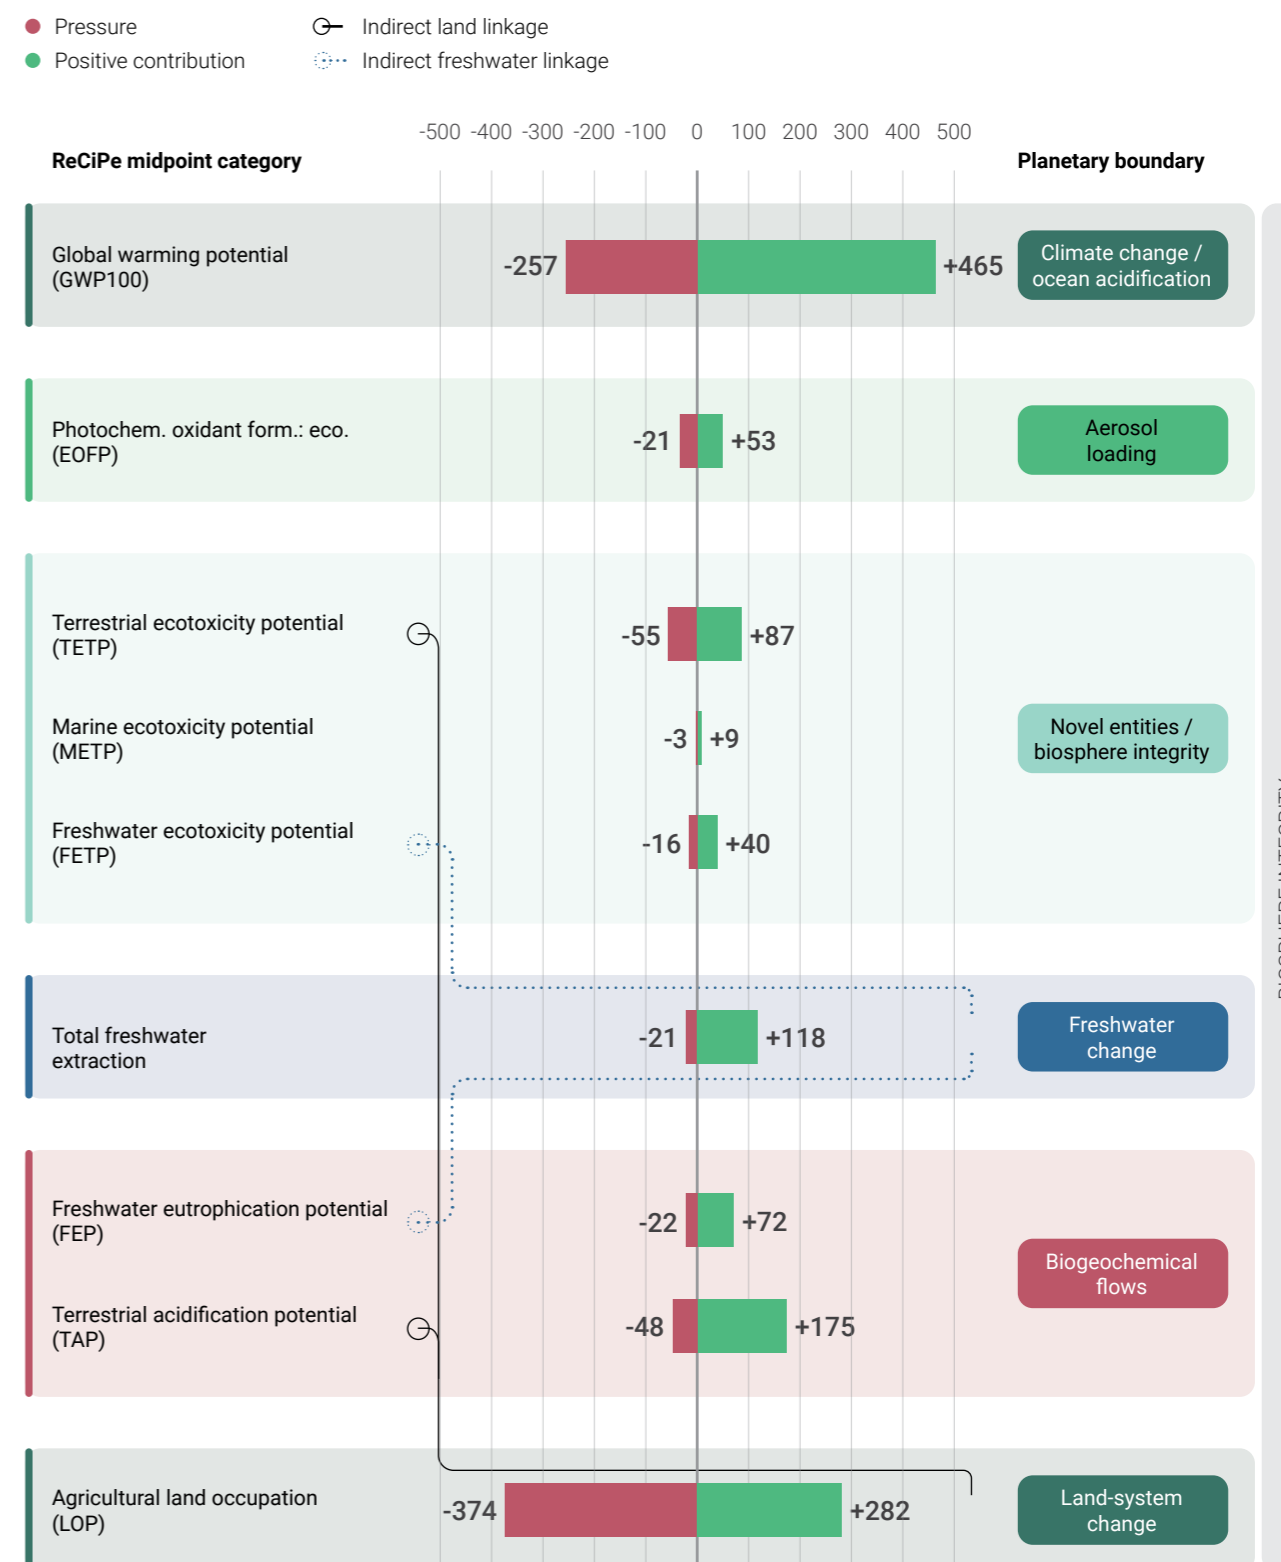 Pressure
Indirect land linkage
Positive contribution
Indirect freshwater linkage
-500 -400 -300 -200 -100 0 100 200 300 400 500
ReCiPe midpoint category
Planetary boundary
Global warming potential
(GWP100)
-257
+465
Climate change /
ocean acidification
Photochem. oxidant form.: eco.
(EOFP)
-21
+53
Aerosol
loading
Terrestrial ecotoxicity potential
(TETP)
-55
+87
Marine ecotoxicity potential
(METP)
-3
+9
Novel entities /
biosphere integrity
Freshwater ecotoxicity potential
(FETP)
-16
+40
Total freshwater
extraction
-21
+118
Freshwater
change
Freshwater eutrophication potential
(FEP)
-22
+72
Biogeochemical
flows
Terrestrial acidification potential
(TAP)
-48
+175
Agricultural land occupation
(LOP)
-374
+282
Land-system
change